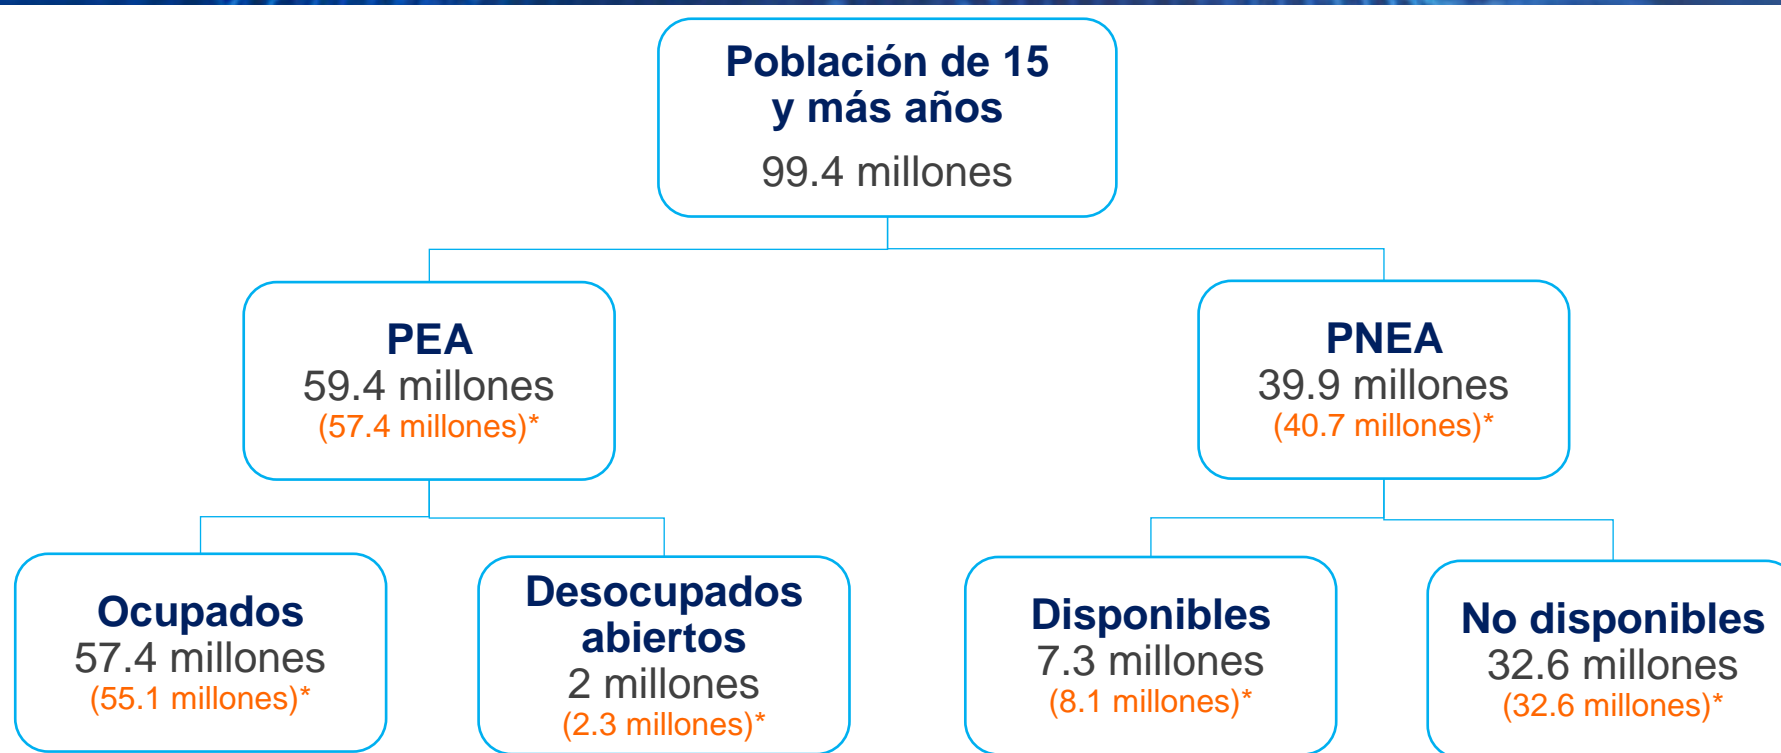 Población de 15
y más años
99.4 millones
PEA
59.4 millones
(57.4 millones)*
PNEA
39.9 millones
(40.7 millones)*
Ocupados
57.4 millones
(55.1 millones)*
Desocupados
abiertos
2 millones
(2.3 millones)*
Disponibles
7.3 millones
(8.1 millones)*
No disponibles
32.6 millones
(32.6 millones)*